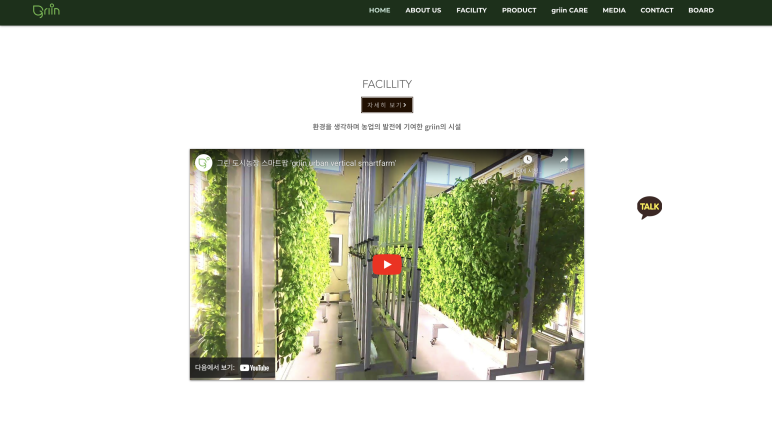 griin
HOME ABOUT US FACILITY PRODUCT griin CARE MEDIA CONTACT BOARD
FACILLITY
자세히 보기
환경을 생각하며 농업의 발전에 기여한 griin의 시설
그린 도시농장 스마트팜 'griin urban vertical smartfarm'
TALK
다음에서 보기: YouTube